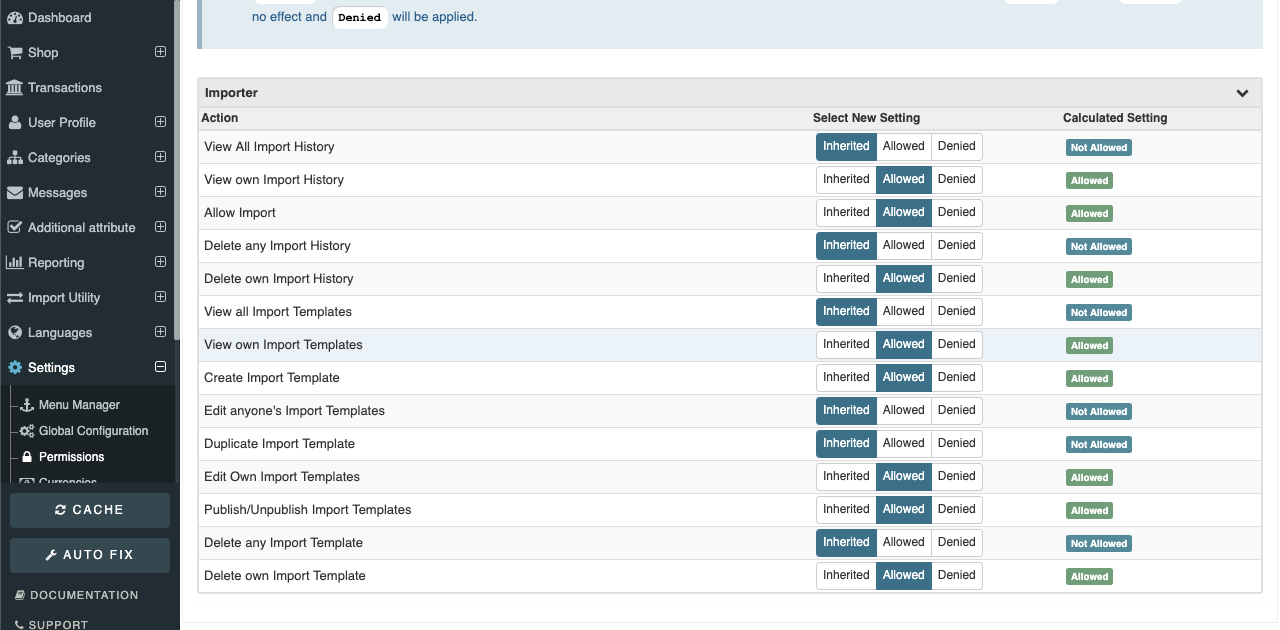 Dashboard
Shop
Transactions
User Profile
Categories
Messages
Additional attribute
Reporting
Import Utility
Languages
Settings
Menu Manager
Global Configuration
Permissions
Currencies
CACHE
AUTO FIX
DOCUMENTATION
SUPPORT
no effect and Denied will be applied.
Importer
Action Select New Setting Calculated Setting
View All Import History Inherited Allowed Denied Not Allowed
View own Import History Inherited Allowed Denied Allowed
Allow Import Inherited Allowed Denied Allowed
Delete any Import History Inherited Allowed Denied Not Allowed
Delete own Import History Inherited Allowed Denied Allowed
View all Import Templates Inherited Allowed Denied Not Allowed
View own Import Templates Inherited Allowed Denied Allowed
Create Import Template Inherited Allowed Denied Allowed
Edit anyone's Import Templates Inherited Allowed Denied Not Allowed
Duplicate Import Template Inherited Allowed Denied Not Allowed
Edit Own Import Templates Inherited Allowed Denied Allowed
Publish/Unpublish Import Templates Inherited Allowed Denied Allowed
Delete any Import Template Inherited Allowed Denied Not Allowed
Delete own Import Template Inherited Allowed Denied Allowed